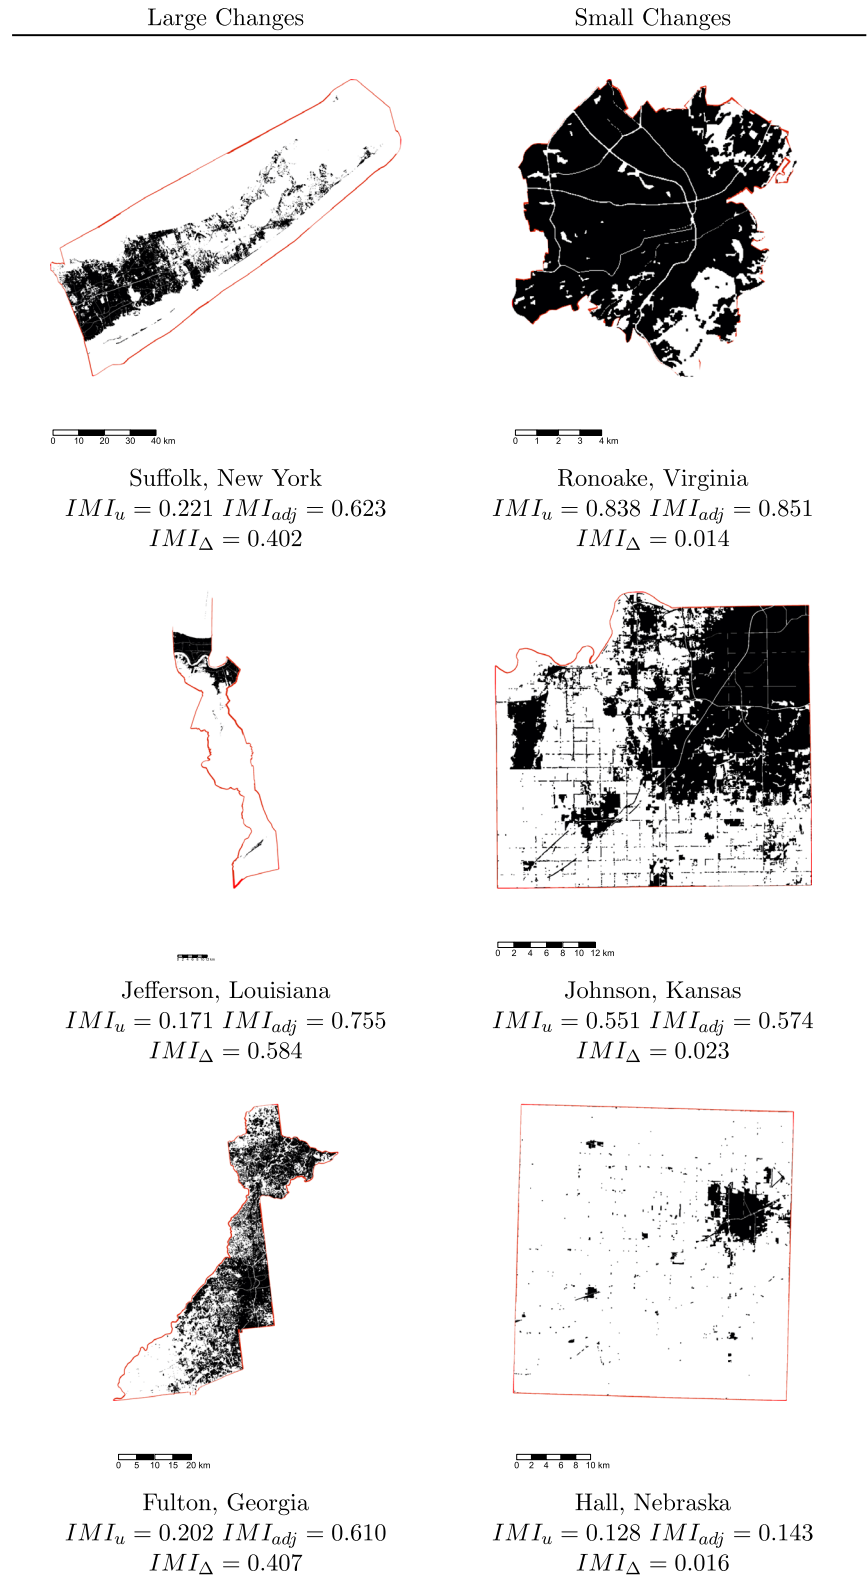 Large Changes Small Changes
0 10 20 30 40 km
0 1 2 3 4 km
Suffolk, New York
IMI_u = 0.221 IMI_adj = 0.623
IMI_Δ = 0.402
Ronoake, Virginia
IMI_u = 0.838 IMI_adj = 0.851
IMI_Δ = 0.014
0 2 4 6 8 10 12 km
Jefferson, Louisiana
IMI_u = 0.171 IMI_adj = 0.755
IMI_Δ = 0.584
Johnson, Kansas
IMI_u = 0.551 IMI_adj = 0.574
IMI_Δ = 0.023
0 5 10 15 20 km
0 2 4 6 8 10 km
Fulton, Georgia
IMI_u = 0.202 IMI_adj = 0.610
IMI_Δ = 0.407
Hall, Nebraska
IMI_u = 0.128 IMI_adj = 0.143
IMI_Δ = 0.016